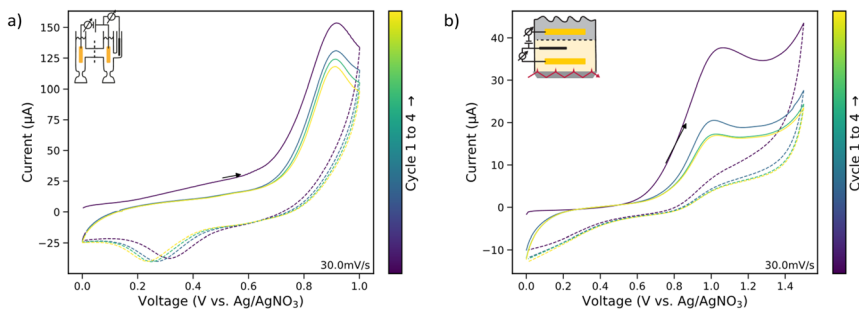 a)
150
125
100
75
50
25
0
−25
Current (µA)
0.0 0.2 0.4 0.6 0.8 1.0
Voltage (V vs. Ag/AgNO3)
30.0mV/s
Cycle 1 to 4 →
b)
40
30
20
10
0
−10
Current (µA)
0.0 0.2 0.4 0.6 0.8 1.0 1.2 1.4
Voltage (V vs. Ag/AgNO3)
30.0mV/s
Cycle 1 to 4 →